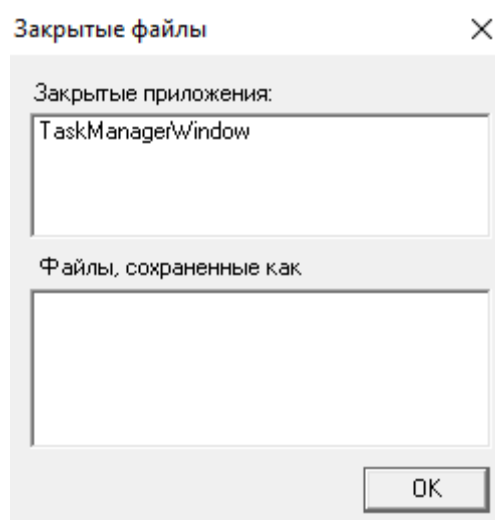 Закрытые файлы
Закрытые приложения:
TaskManagerWindow
Файлы, сохраненные как
OK